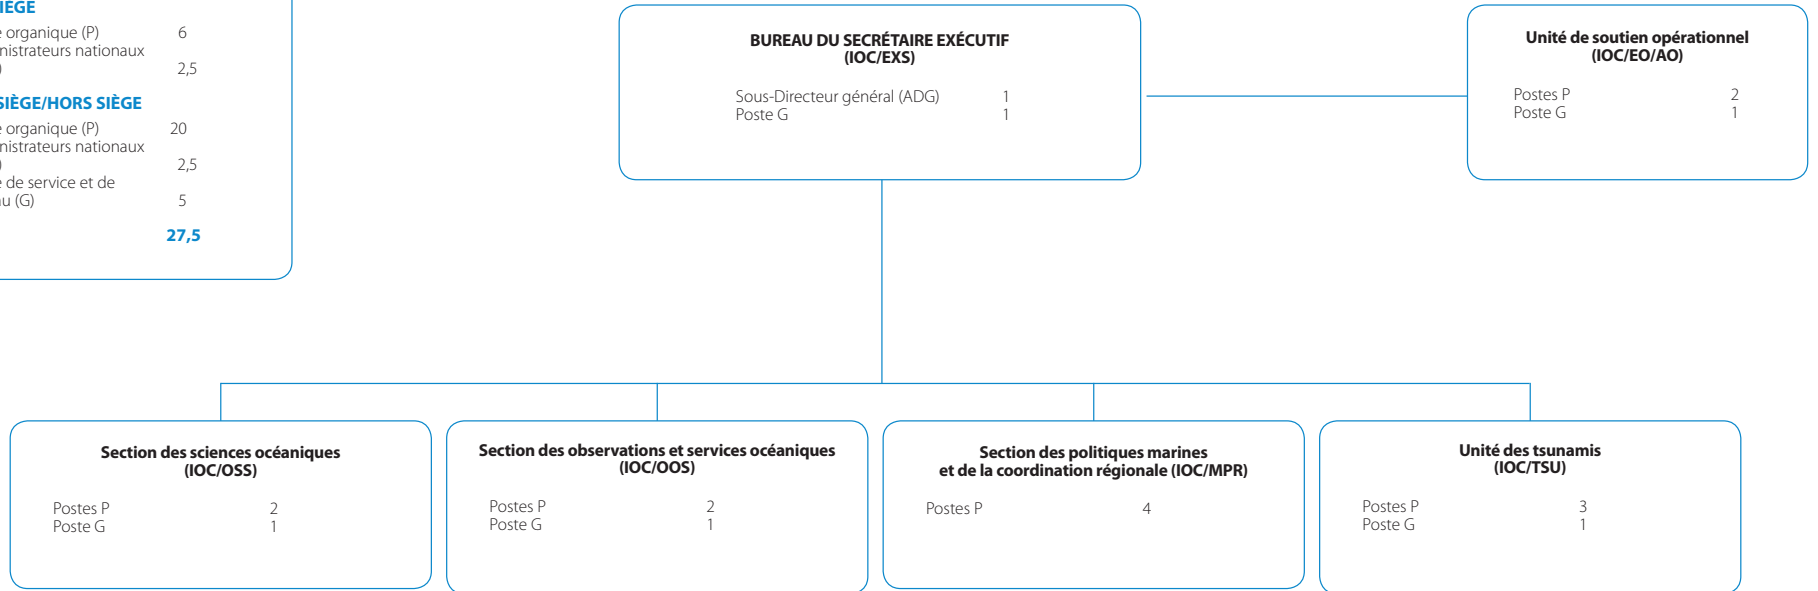 SIÈGE
organique (P) 6
nationaux
2,5
SIÈGE/HORS SIÈGE
organique (P) 20
nationaux
2,5
de service et de
(G) 5
27,5
BUREAU DU SECRÉTAIRE EXÉCUTIF
(IOC/EXS)
Sous-Directeur général (ADG) 1
Poste G 1
Unité de soutien opérationnel
(IOC/EO/AO)
Postes P 2
Poste G 1
Section des sciences océaniques
(IOC/OSS)
Postes P 2
Poste G 1
Section des observations et services océaniques
(IOC/OOS)
Postes P 2
Poste G 1
Section des politiques marines
et de la coordination régionale (IOC/MPR)
Postes P 4
Unité des tsunamis
(IOC/TSU)
Postes P 3
Poste G 1